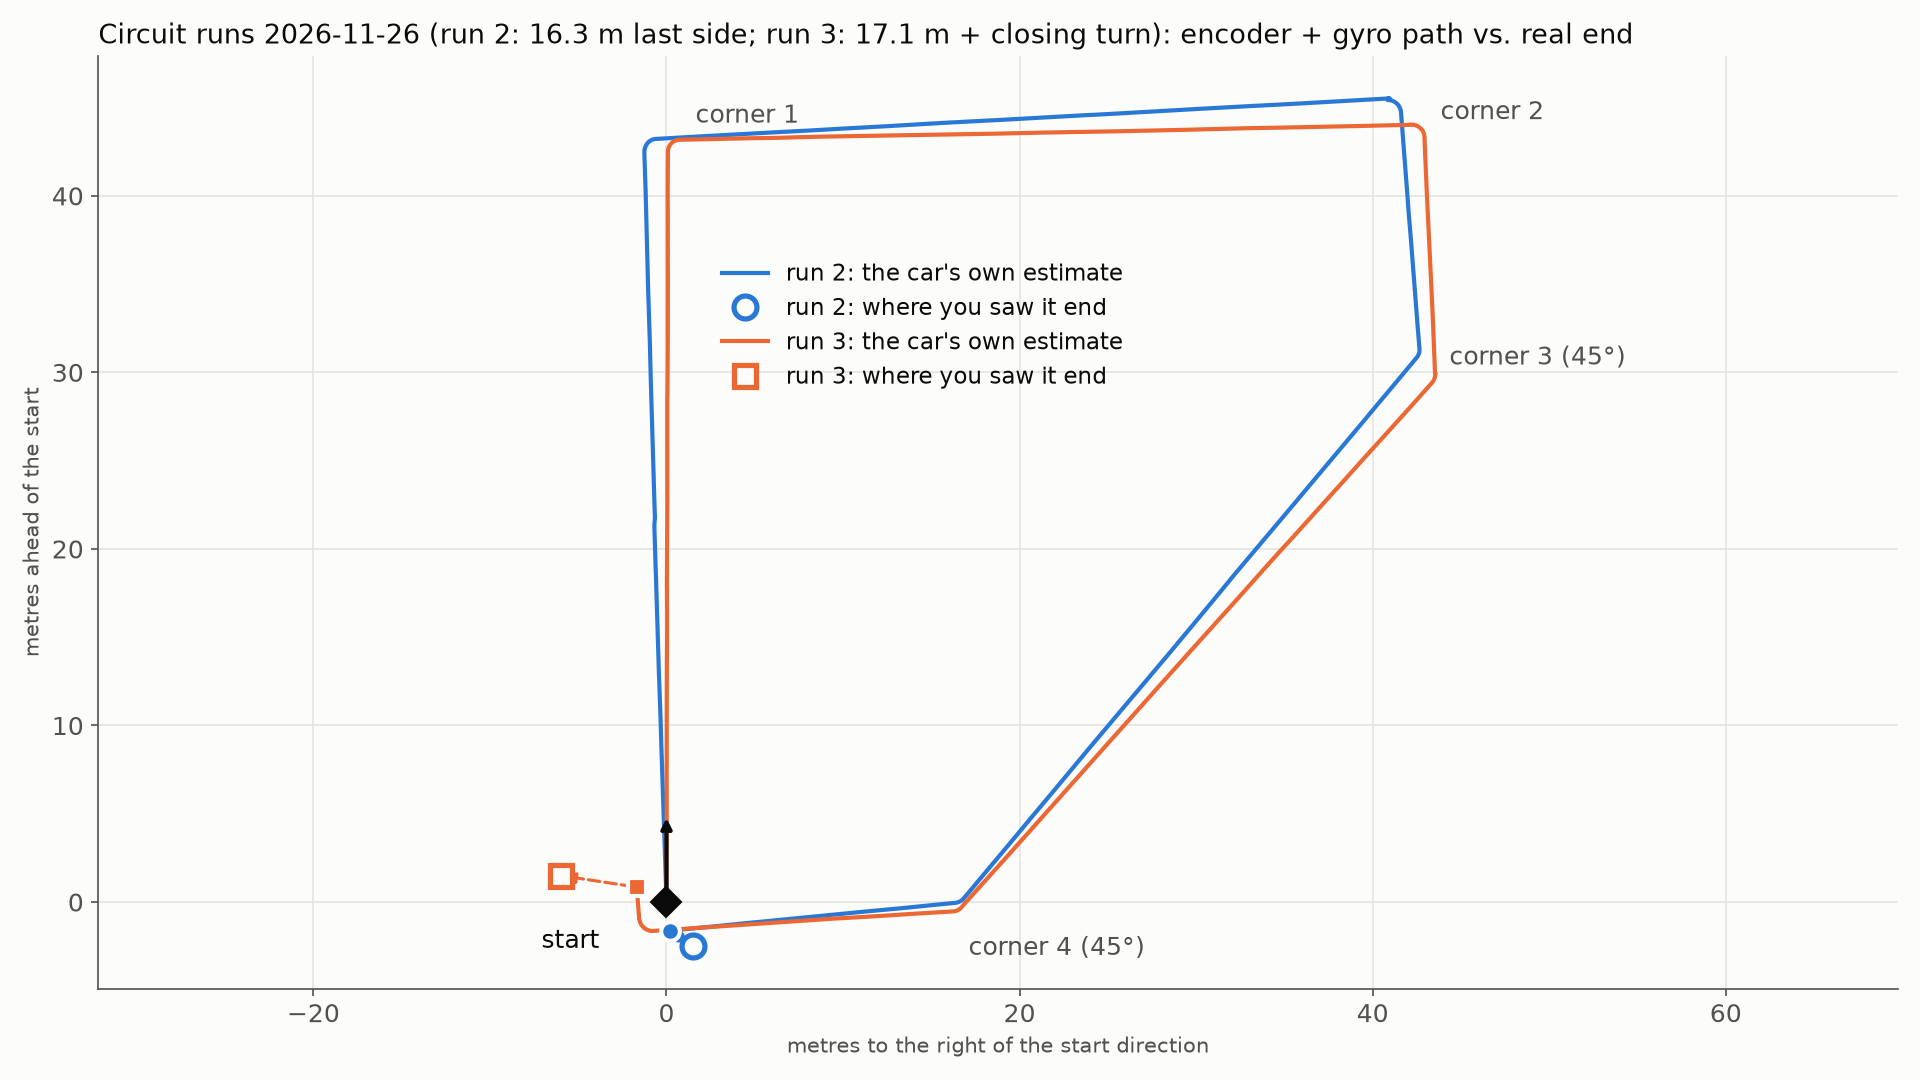 Circuit runs 2026-11-26 (run 2: 16.3 m last side; run 3: 17.1 m + closing turn): encoder + gyro path vs. real end
corner 1
corner 2
run 2: the car's own estimate
run 2: where you saw it end
run 3: the car's own estimate
run 3: where you saw it end
corner 3 (45°)
start
corner 4 (45°)
metres ahead of the start
40
30
20
10
0
−20
0
20
40
60
metres to the right of the start direction